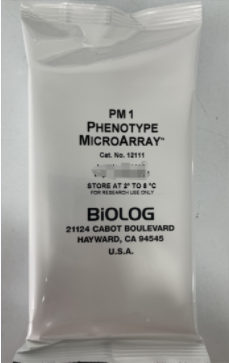 PM 1
PHENOTYPE
MICROARRAY™
Cat. No. 12111
STORE AT 2° TO 8 °C
FOR RESEARCH USE ONLY
BiOLOG
21124 CABOT BOULEVARD
HAYWARD, CA 94545
U.S.A.